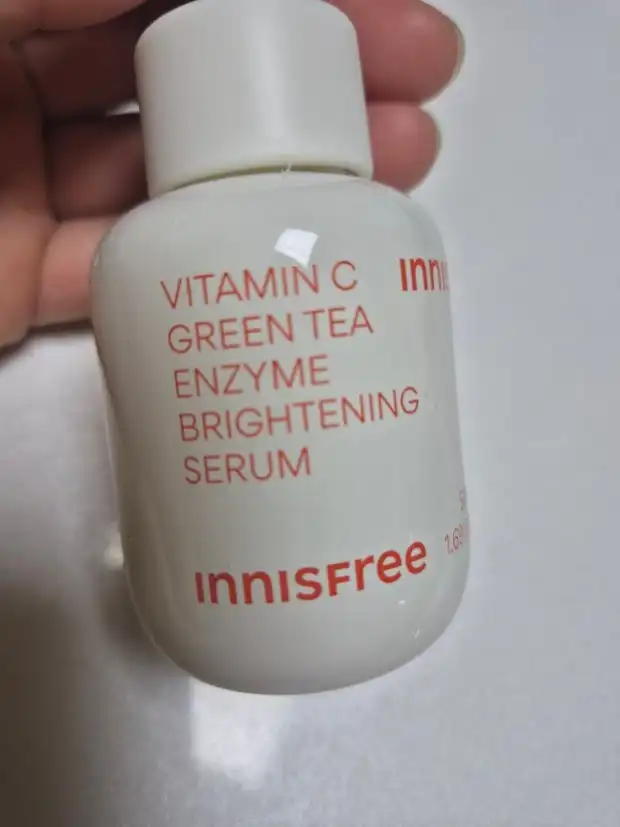 VITAMIN C
GREEN TEA
ENZYME
BRIGHTENING
SERUM
INNISFree